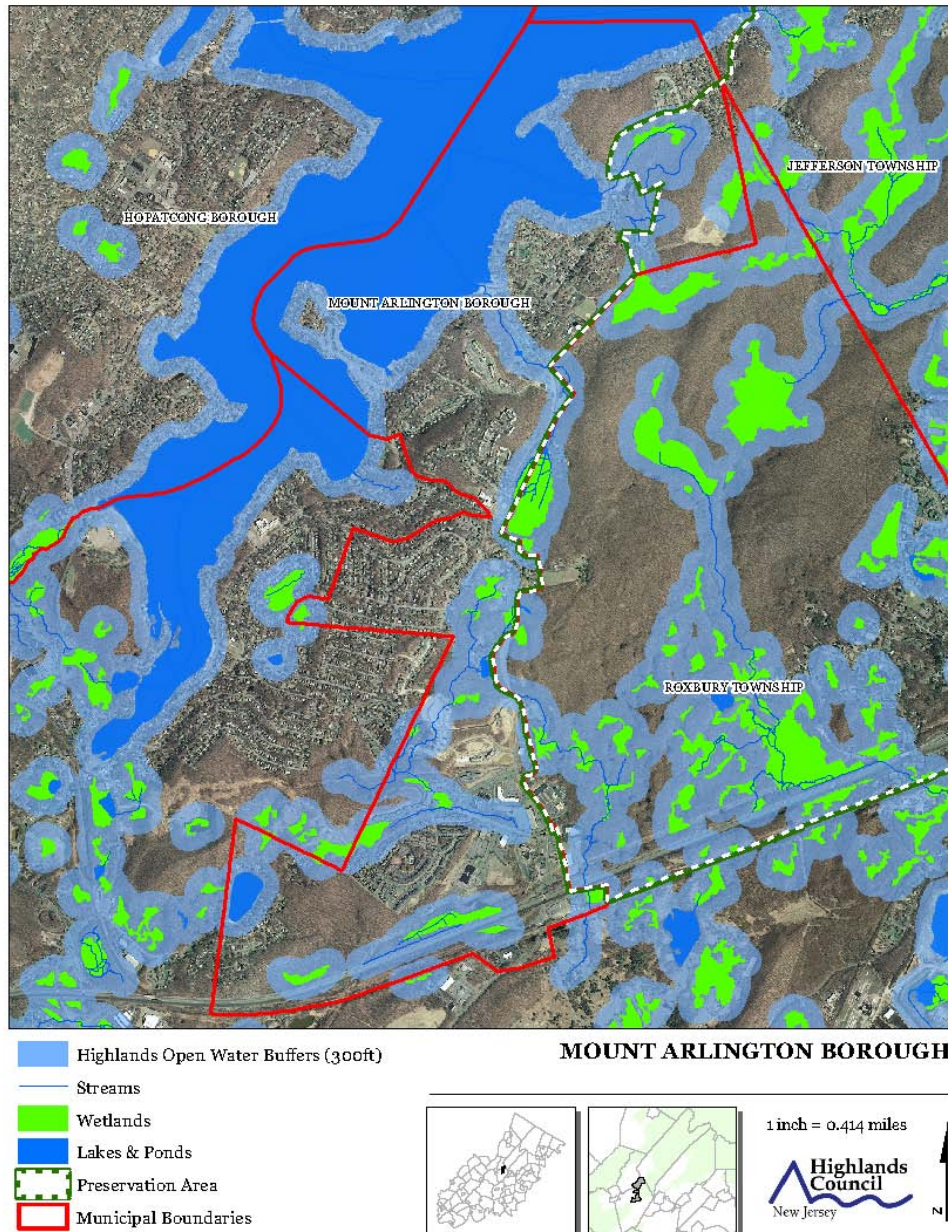 JEFFERSON TOWNSHIP
HOPATCONG BOROUGH
MOUNT ARLINGTON BOROUGH
ROXBURY TOWNSHIP
Highlands Open Water Buffers (300ft)
Streams
Wetlands
Lakes & Ponds
Preservation Area
Municipal Boundaries
MOUNT ARLINGTON BOROUGH
1 inch = 0.414 miles
Highlands
Council
New Jersey
N